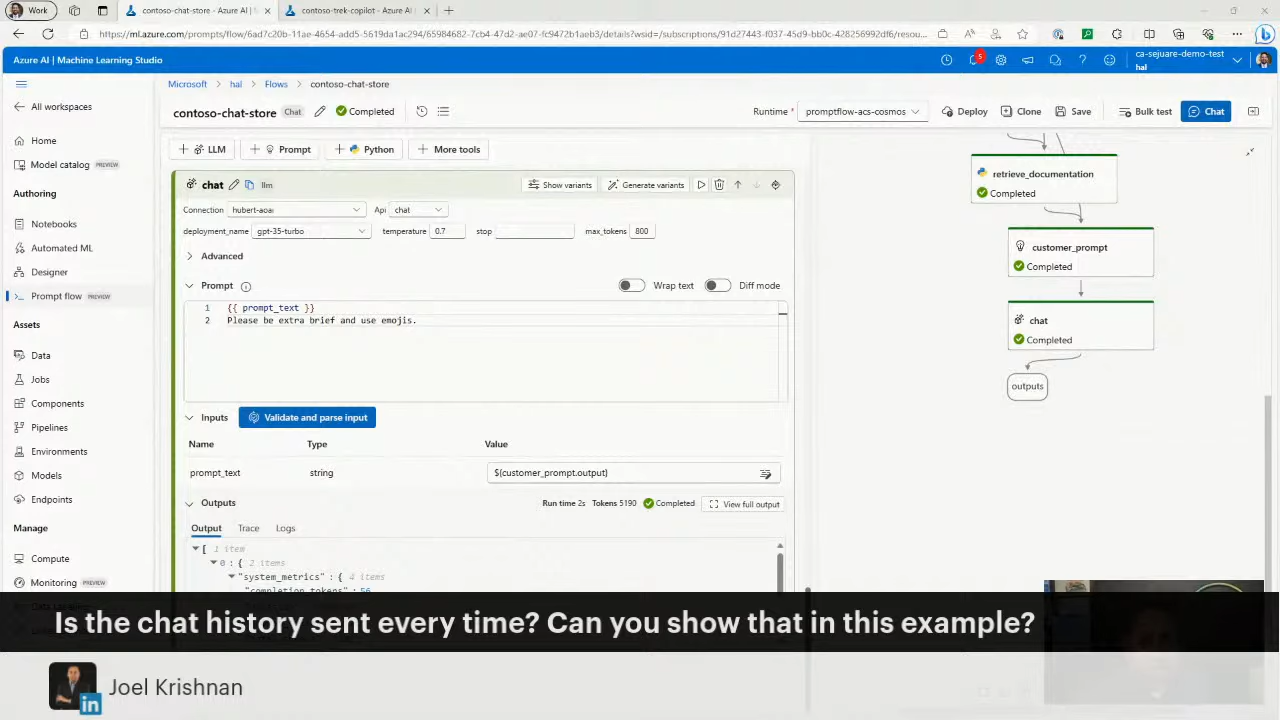 Work
contoso-chat-store - Azure AI |
contoso-trek-copilot - Azure AI
https://ml.azure.com/prompts/flow/6ad7c20b-11ae-4654-add5-5619da1ac294/65984682-7cb4-47d2-ae07-fc9472b1aeb3/details?wsid=/subscriptions/91d27443-f037-45d9-bb0c-428256992df6/resou...
Azure AI | Machine Learning Studio
5
ca-sejuare-demo-test
hal
All workspaces
Home
Model catalog PREVIEW
Authoring
Notebooks
Automated ML
Designer
Prompt flow PREVIEW
Assets
Data
Jobs
Components
Pipelines
Environments
Models
Endpoints
Manage
Compute
Monitoring PREVIEW
Microsoft
hal
Flows
contoso-chat-store
contoso-chat-store Chat Completed
Runtime * promptflow-acs-cosmos Deploy Clone Save Bulk test Chat
+ LLM + Prompt + Python + More tools
chat llm Show variants Generate variants
Connection hubert-aoai Api chat
deployment_name gpt-35-turbo temperature 0.7 stop max_tokens 800
Advanced
Prompt Wrap text Diff mode
1 {{ prompt_text }}
2 Please be extra brief and use emojis.
Inputs Validate and parse input
Name Type Value
prompt_text string ${customer_prompt.output}
Outputs Run time 2s Tokens 5190 Completed View full output
Output Trace Logs
[ 1 item
0 : { 2 items
"system_metrics" : { 4 items
"completion_tokens" : 56
retrieve_documentation
Completed
customer_prompt
Completed
chat
Completed
outputs
Is the chat history sent every time? Can you show that in this example?
Joel Krishnan
in